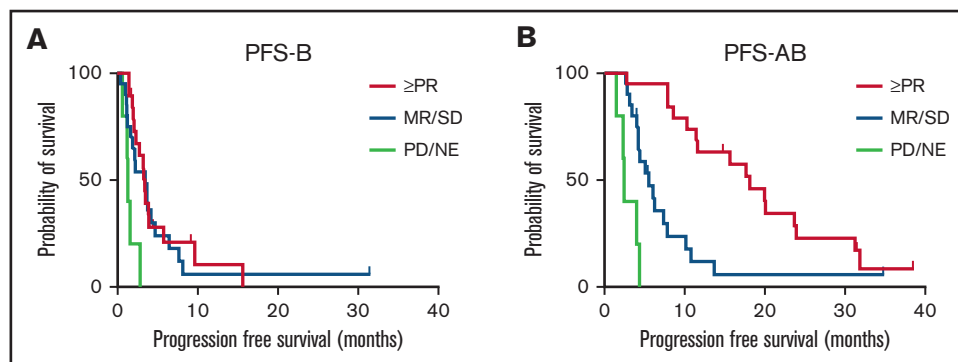 A
PFS-B
Probability of survival
100
50
0
≥PR
MR/SD
PD/NE
0 10 20 30 40
Progression free survival (months)
B
PFS-AB
Probability of survival
100
50
0
≥PR
MR/SD
PD/NE
0 10 20 30 40
Progression free survival (months)